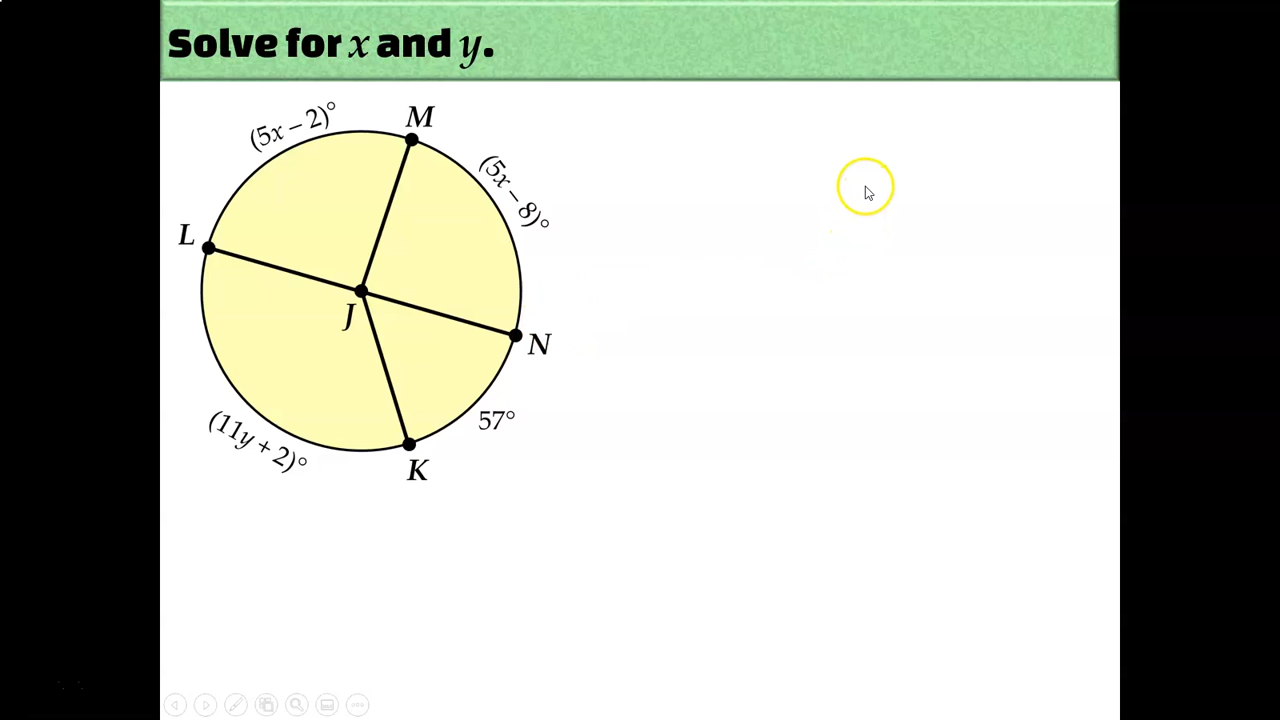 Solve for x and y.
(5x – 2)°
M
(5x – 8)°
L
J
N
57°
(11y + 2)°
K